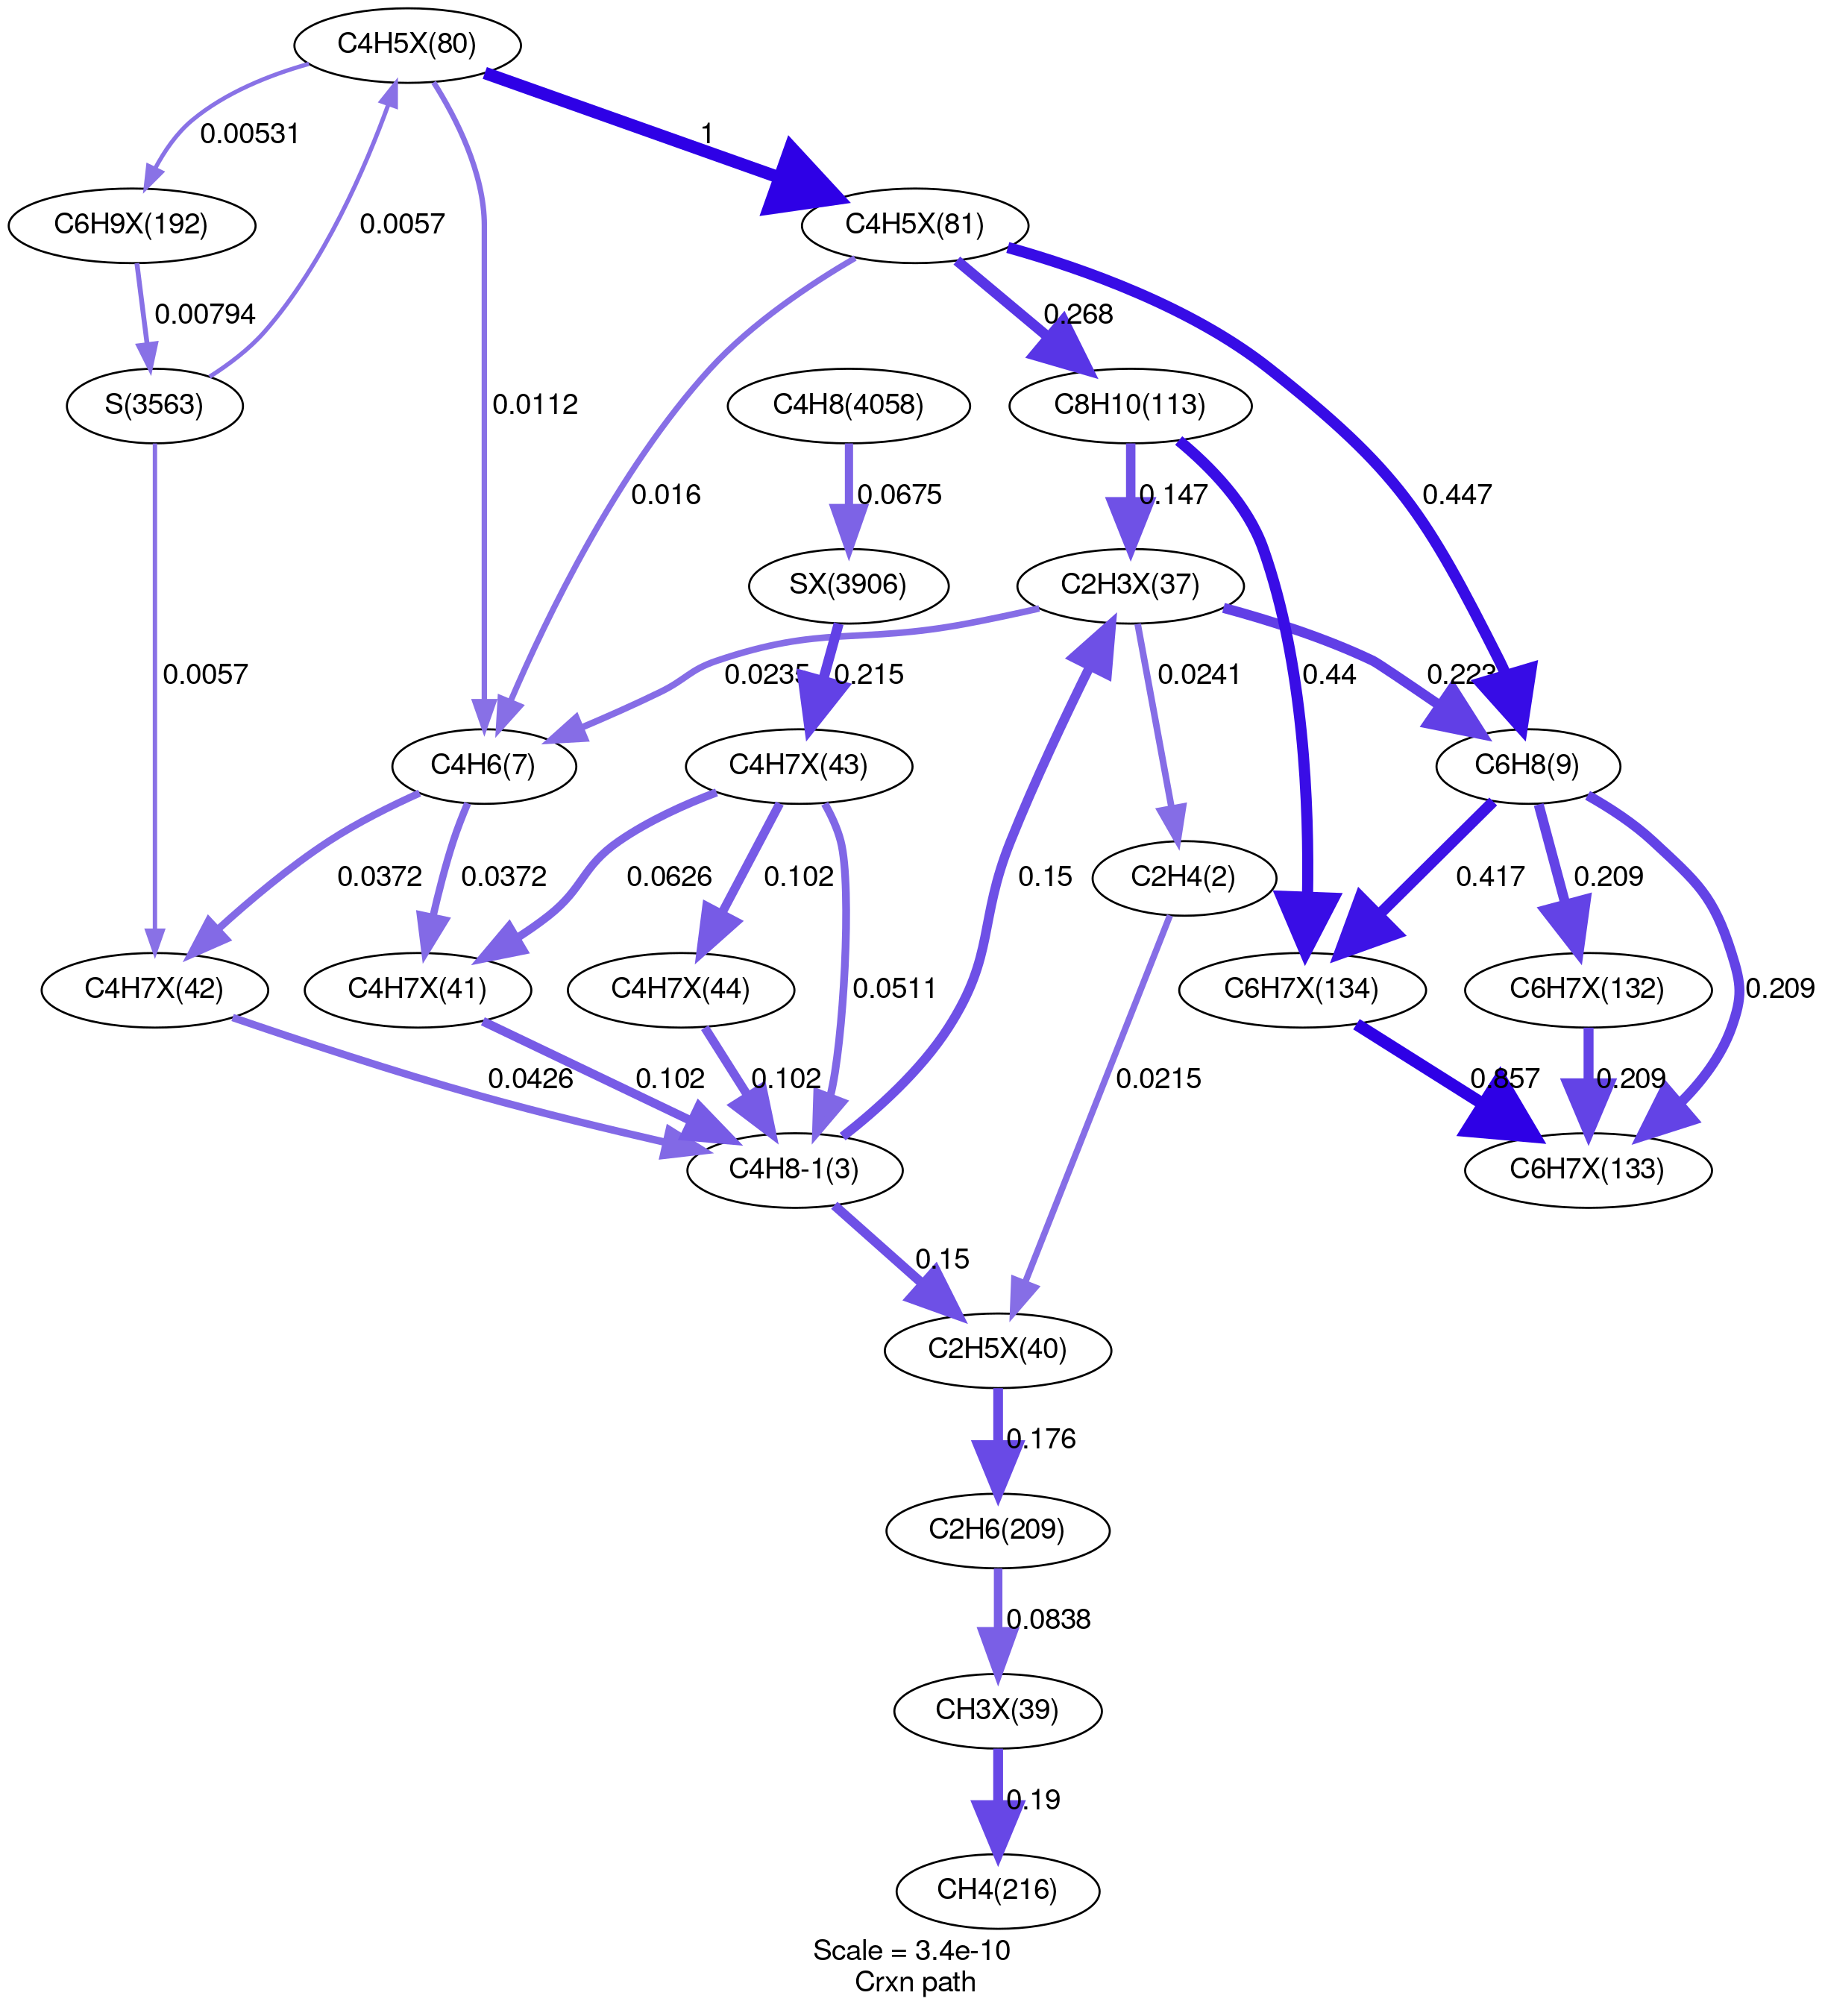 C4H5X(80)
1
0.00531
C6H9X(192)
0.0057
C4H5X(81)
0.00794
0.268
S(3563)
0.0112
C4H8(4058)
C8H10(113)
0.016
0.0675
0.147
0.447
SX(3906)
C2H3X(37)
0.0057
0.0235
0.215
0.0241
0.44
0.223
C4H6(7)
C4H7X(43)
C6H8(9)
0.0372
0.0372
0.0626
0.102
0.15
C2H4(2)
0.417
0.209
C4H7X(42)
C4H7X(41)
C4H7X(44)
0.0511
C6H7X(134)
C6H7X(132)
0.209
0.0426
0.102
0.102
0.0215
0.857
0.209
C4H8-1(3)
C6H7X(133)
0.15
C2H5X(40)
0.176
C2H6(209)
0.0838
CH3X(39)
0.19
CH4(216)
Scale = 3.4e-10
Crxn path